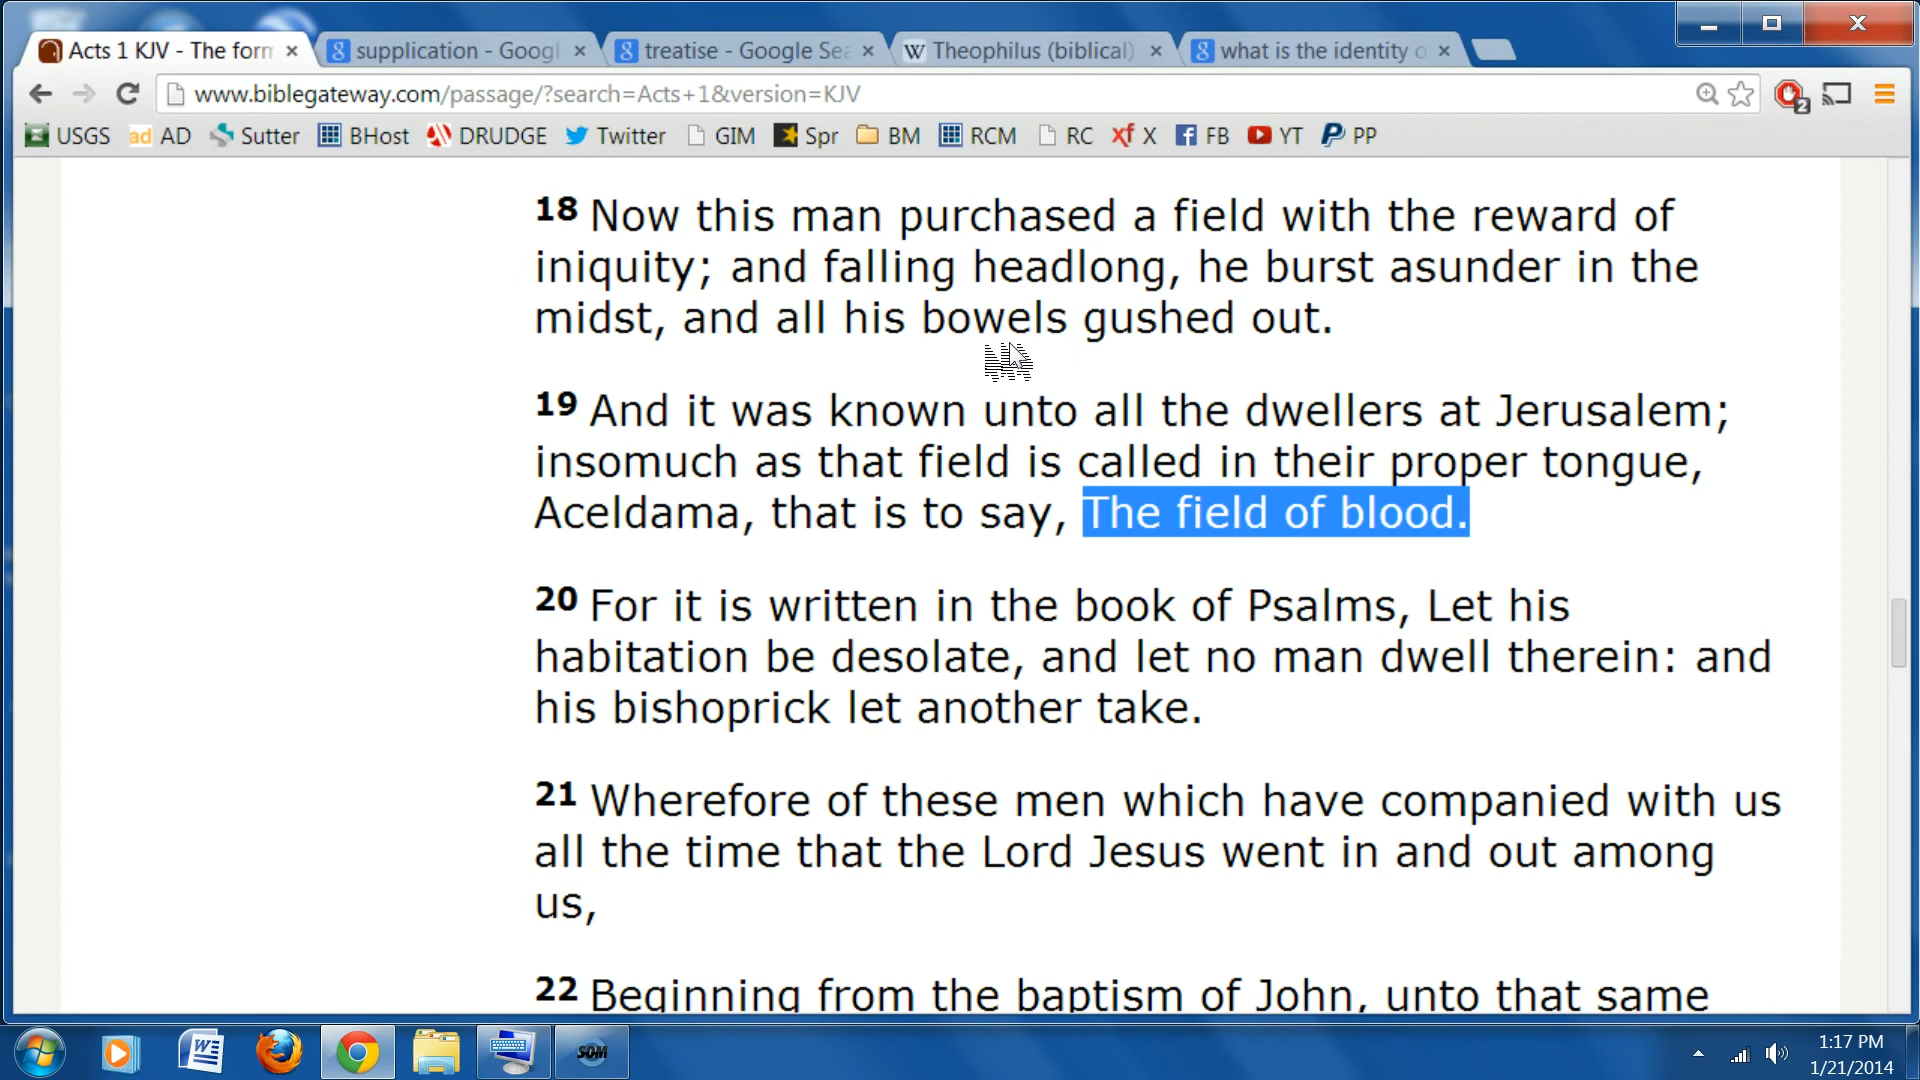 Acts 1 KJV - The form
supplication - Googl
treatise - Google Sea
Theophilus (biblical)
what is the identity o
www.biblegateway.com/passage/?search=Acts+1&version=KJV
2
USGS
ad AD
Sutter
BHost
DRUDGE
Twitter
GIM
Spr
BM
RCM
RC
xf X
FB
YT
PP
18 Now this man purchased a field with the reward of
iniquity; and falling headlong, he burst asunder in the
midst, and all his bowels gushed out.
19 And it was known unto all the dwellers at Jerusalem;
insomuch as that field is called in their proper tongue,
Aceldama, that is to say, The field of blood.
20 For it is written in the book of Psalms, Let his
habitation be desolate, and let no man dwell therein: and
his bishoprick let another take.
21 Wherefore of these men which have companied with us
all the time that the Lord Jesus went in and out among
us,
22 Beginning from the baptism of John, unto that same
SOM
1:17 PM
1/21/2014